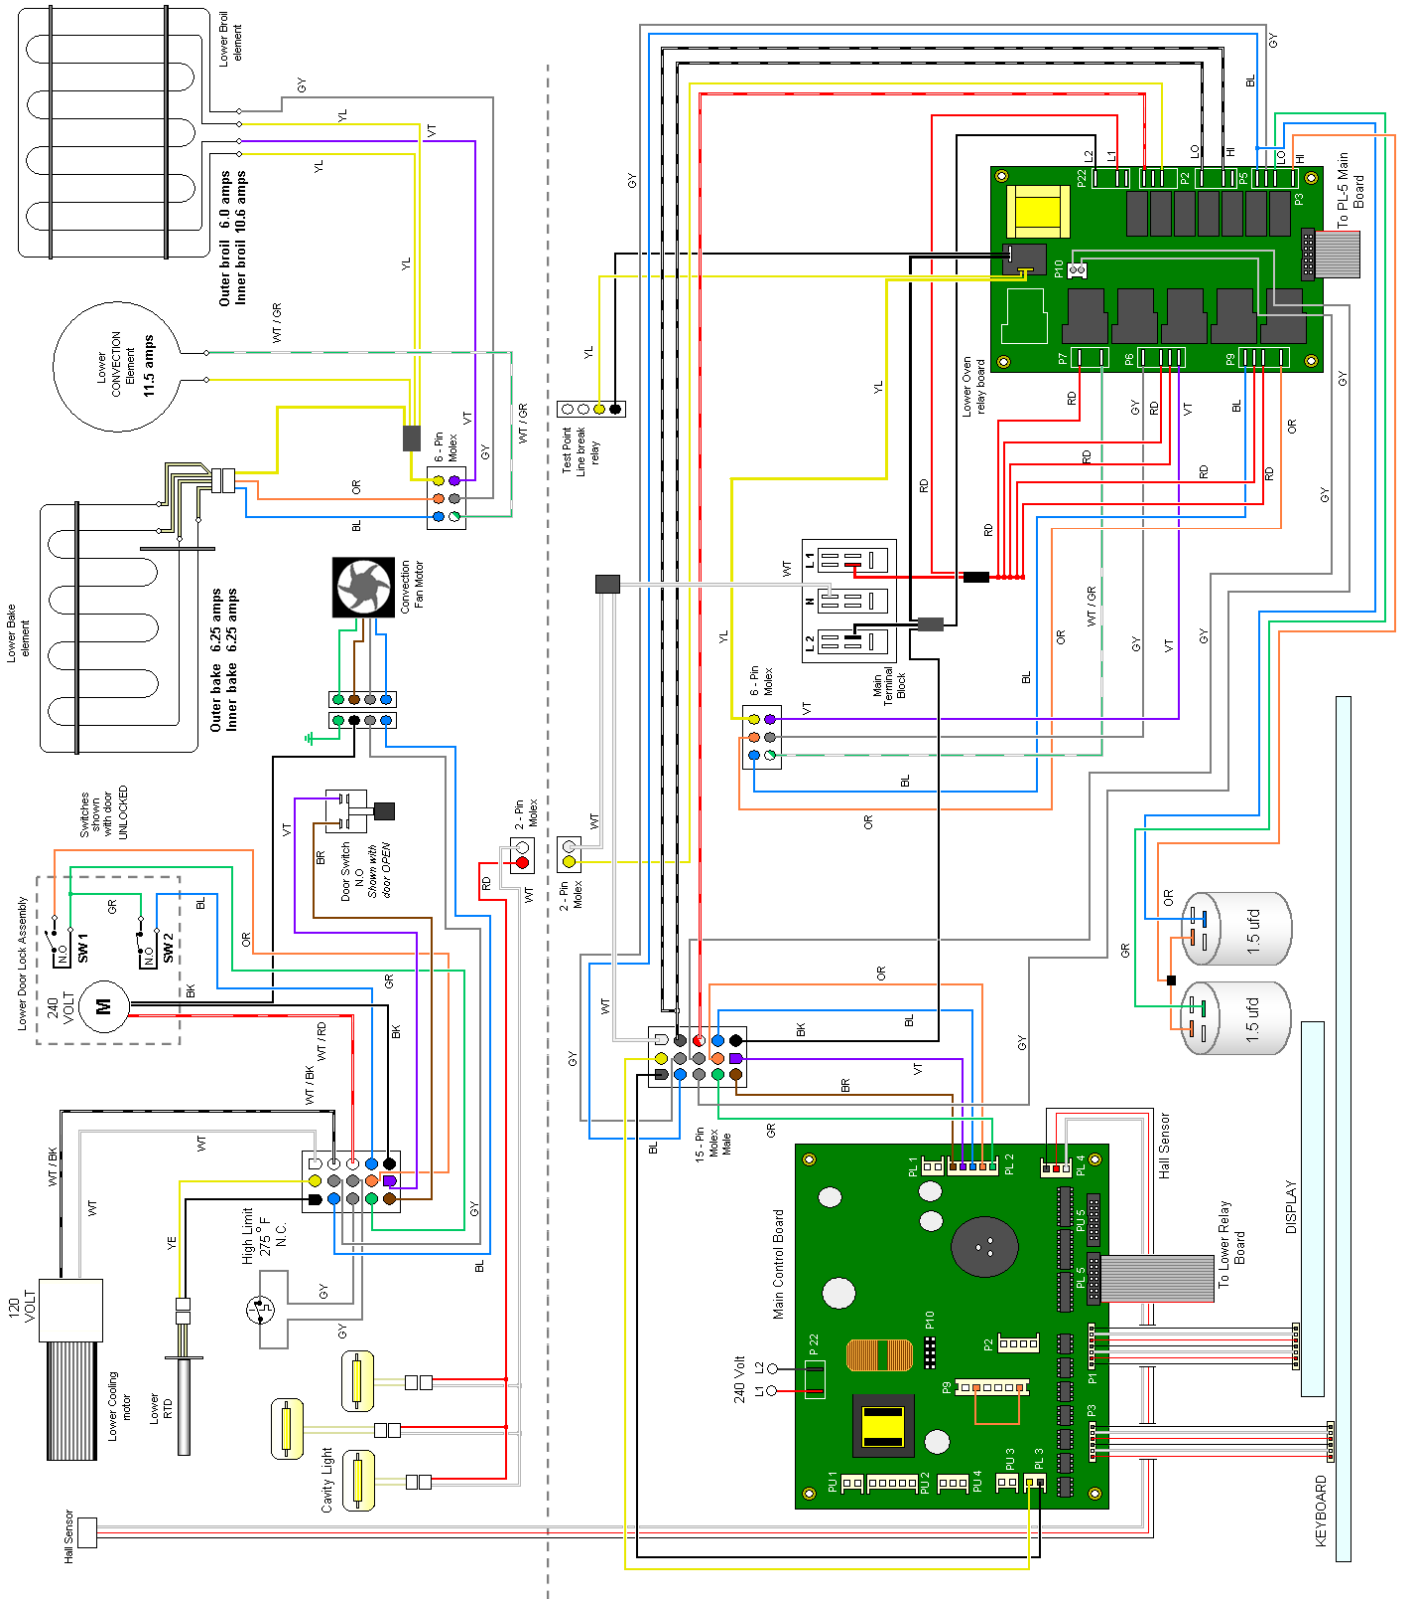 Lower Broil
element
GY
YL
VT
YL
Outer broil 6.0 amps
Inner broil 10.6 amps
YL
WT / GR
Lower
CONVECTION
Element
11.5 amps
VT
GY
WT / GR
6 - Pin
Molex
OR
BL
Lower Bake
element
Outer bake 6.25 amps
Inner bake 6.25 amps
Convection
Fan Motor
Switches
shown
with door
UNLOCKED
Lower Door Lock Assembly
N.O
SW 1
GR
N.O
SW 2
BL
OR
240
VOLT
M
BK
GR
VT
BR
Door Switch
N.O
Shown with
door OPEN
RD
2 - Pin
Molex
WT
WT / RD
BK
WT / BK
WT
WT / BK
WT
YE
GY
BL
High Limit
275° F
N.C.
GY
GY
120
VOLT
Lower Cooling
motor
Lower
RTD
Cavity Light
Hall Sensor
GY
BL
GY
L2
L1
LO
HI
LO
HI
P22
P2
P5
P3
P10
P7
P6
P9
To PL-5 Main
Board
Lower Oven
relay board
YL
YL
Test Point
Line break
relay
RD
GY
RD
VT
BL
OR
RD
RD
RD
RD
RD
GY
GY
WT
L1
N
L2
Main
Terminal
Block
WT / GR
OR
GY
VT
BL
YL
6 - Pin
Molex
VT
BL
OR
WT
2 - Pin
Molex
WT
GY
BL
OR
BL
BK
VT
BR
GR
GY
15 - Pin
Molex
Male
OR
GR
1.5 ufd
1.5 ufd
Hall Sensor
Main Control Board
PL 1
PL 2
PL 4
PU 5
PL 5
To Lower Relay
Board
240 Volt
L1
L2
P 22
P10
P2
P9
P1
P3
PU 1
PU 2
PU 4
PU 3
PL 3
DISPLAY
KEYBOARD